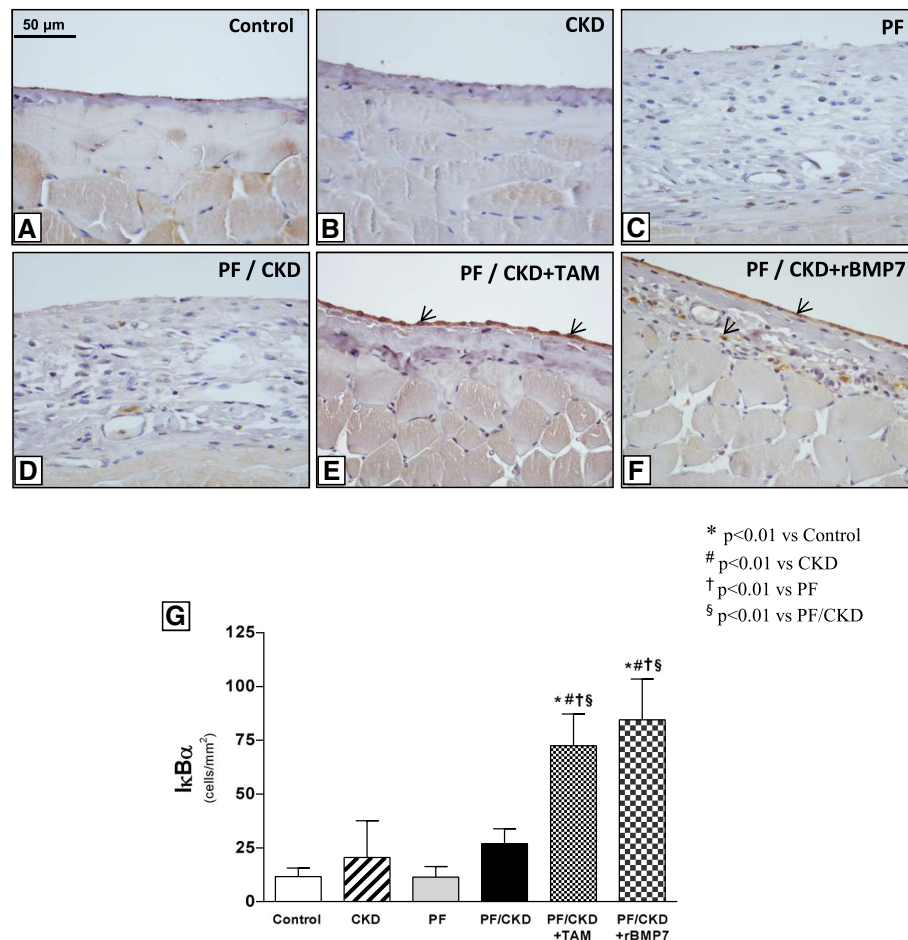 50 µm
Control
A
CKD
B
PF
C
PF / CKD
D
PF / CKD+TAM
E
PF / CKD+rBMP7
F
* p<0.01 vs Control
# p<0.01 vs CKD
† p<0.01 vs PF
§ p<0.01 vs PF/CKD
G
IκBα
(cells/mm²)
125
100
75
50
25
0
*#†§
*#†§
Control
CKD
PF
PF/CKD
PF/CKD
+TAM
PF/CKD
+rBMP7